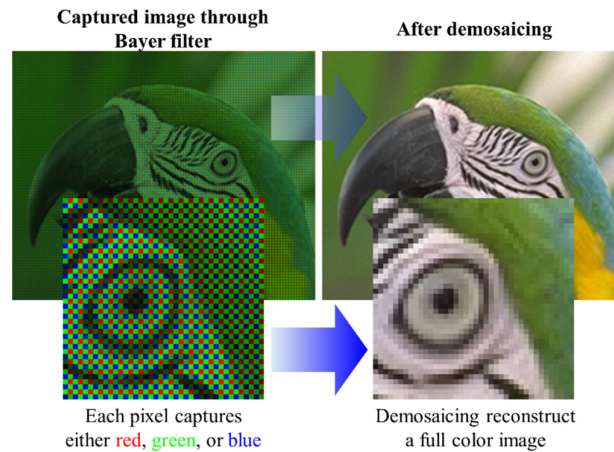 Captured image through
Bayer filter
After demosaicing
Each pixel captures
either red, green, or blue
Demosaicing reconstruct
a full color image